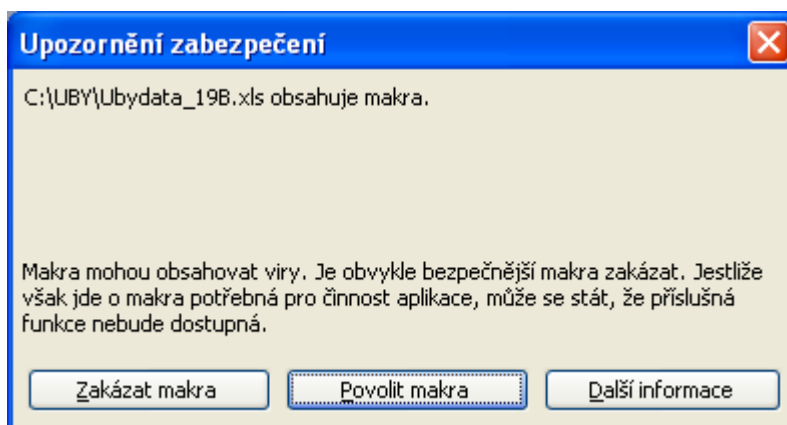 Upozornění zabezpečení
C:\UBY\Ubydata_19B.xls obsahuje makra.
Makra mohou obsahovat viry. Je obvykle bezpečnější makra zakázat. Jestliže
však jde o makra potřebná pro činnost aplikace, může se stát, že příslušná
funkce nebude dostupná.
Zakázat makra Povolit makra Další informace